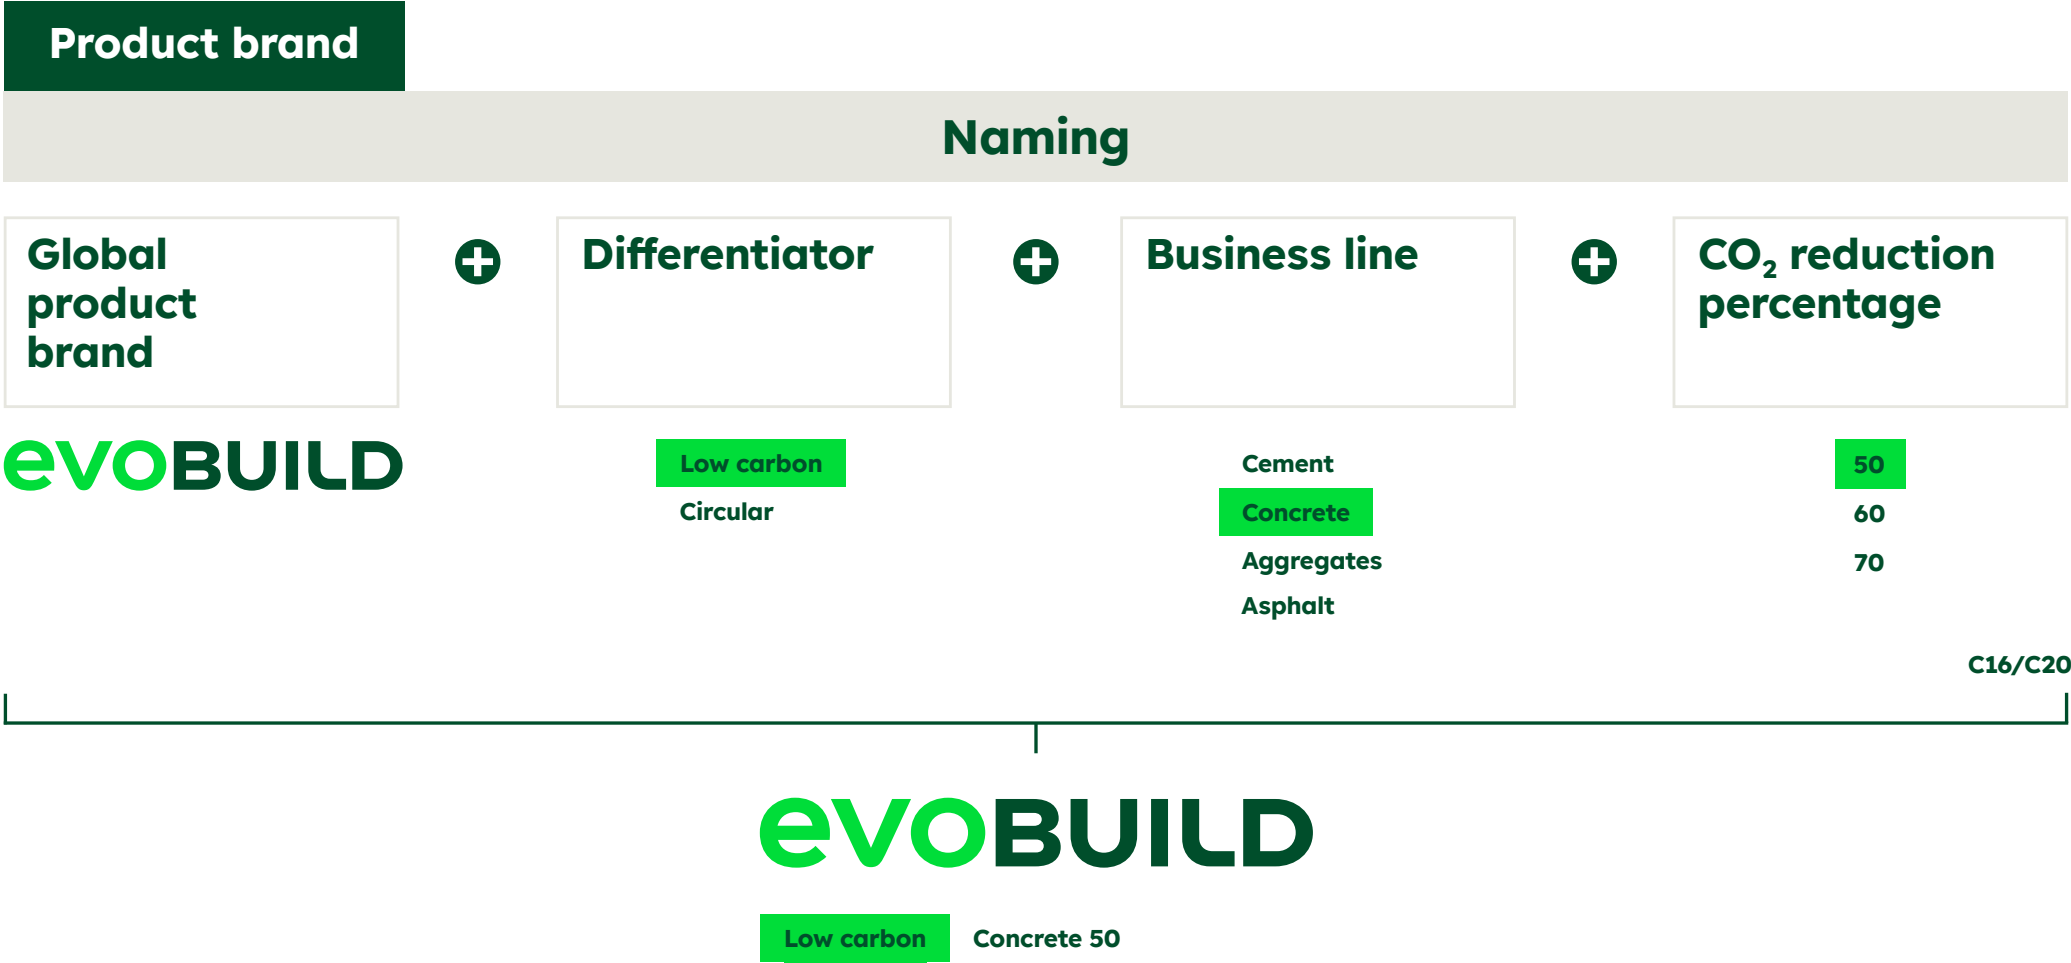 Product brand
Naming
Global
product
brand
Differentiator
Business line
CO₂ reduction
percentage
evoBUILD
Low carbon
Circular
Cement
Concrete
Aggregates
Asphalt
50
60
70
C16/C20
evoBUILD
Low carbon Concrete 50